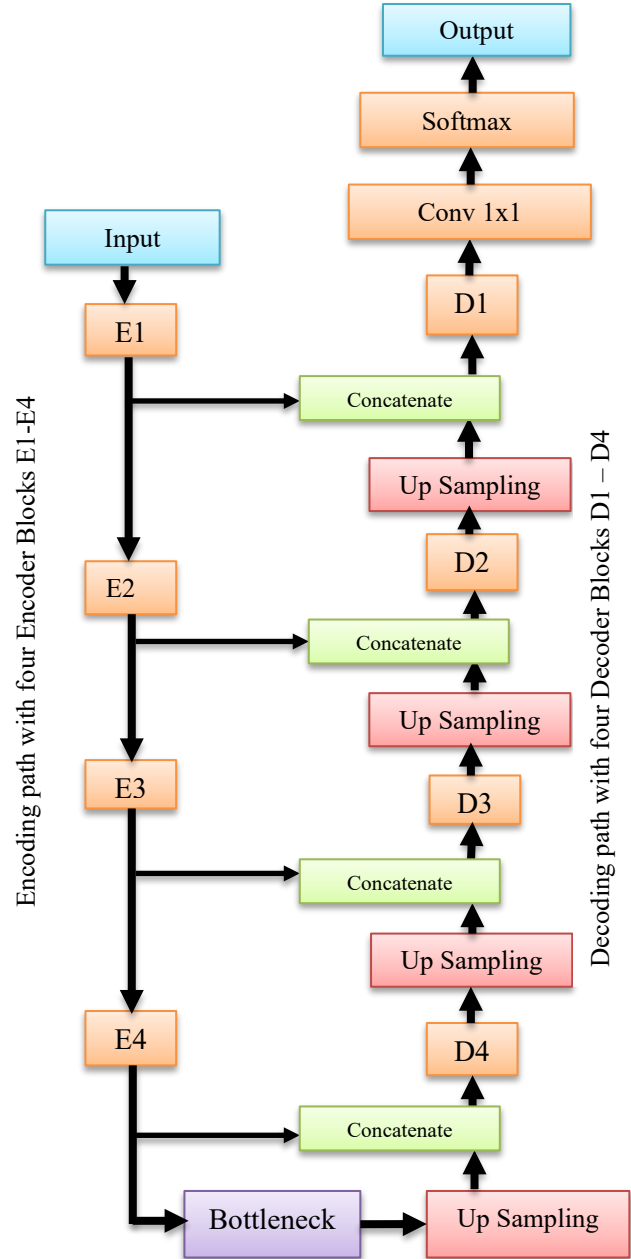 Output
Softmax
Conv 1x1
Input
D1
E1
Concatenate
Up Sampling
D2
E2
Concatenate
Up Sampling
E3
D3
Concatenate
Up Sampling
E4
D4
Concatenate
Bottleneck
Up Sampling
Encoding path with four Encoder Blocks E1-E4
Decoding path with four Decoder Blocks D1 – D4